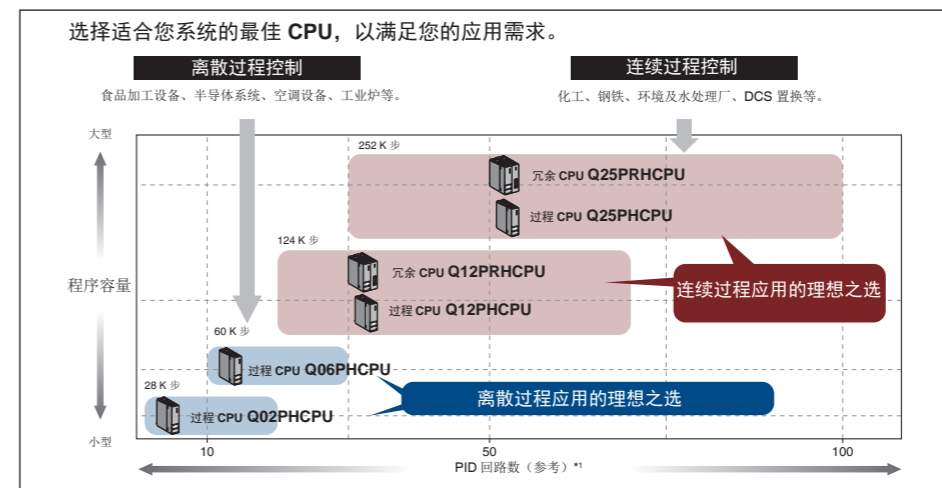 选择适合您系统的最佳 CPU，以满足您的应用需求。
离散过程控制
连续过程控制
食品加工设备、半导体系统、空调设备、工业炉等。
化工、钢铁、环境及水处理厂、DCS 置换等。
大型
252 K 步
冗余 CPU Q25PRHCPU
过程 CPU Q25PHCPU
124 K 步
冗余 CPU Q12PRHCPU
程序容量
连续过程应用的理想之选
过程 CPU Q12PHCPU
60 K 步
过程 CPU Q06PHCPU
28 K 步
离散过程应用的理想之选
过程 CPU Q02PHCPU
小型
10
50
100
PID 回路数（参考）*1